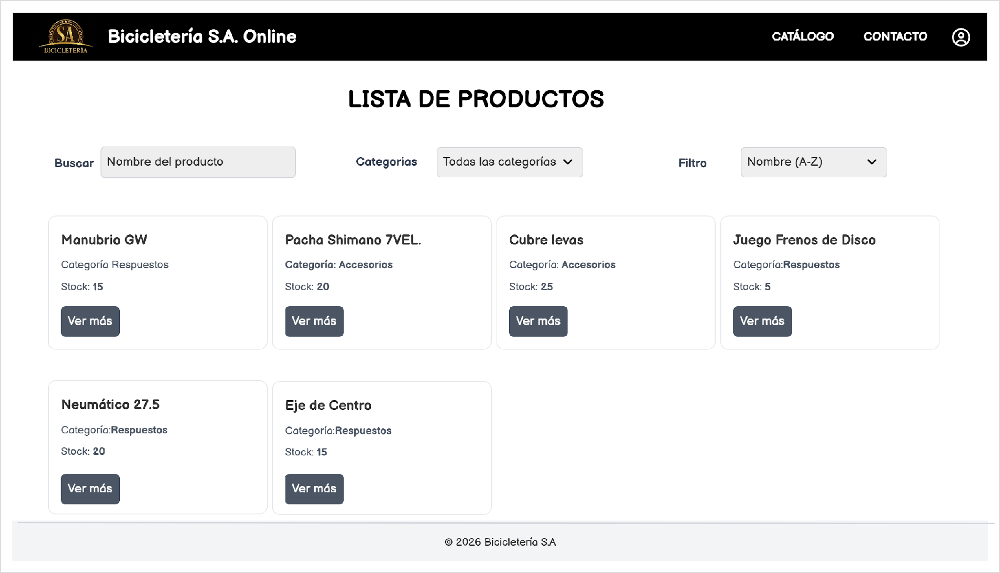 SA
BICICLETERÍA
Bicicletería S.A. Online
CATÁLOGO
CONTACTO
LISTA DE PRODUCTOS
Buscar
Nombre del producto
Categorias
Todas las categorías
Filtro
Nombre (A-Z)
Manubrio GW
Categoría Respuestos
Stock: 15
Ver más
Pacha Shimano 7VEL.
Categoría: Accesorios
Stock: 20
Ver más
Cubre levas
Categoría: Accesorios
Stock: 25
Ver más
Juego Frenos de Disco
Categoría:Respuestos
Stock: 5
Ver más
Neumático 27.5
Categoría:Respuestos
Stock: 20
Ver más
Eje de Centro
Categoría:Respuestos
Stock: 15
Ver más
© 2026 Bicicletería S.A